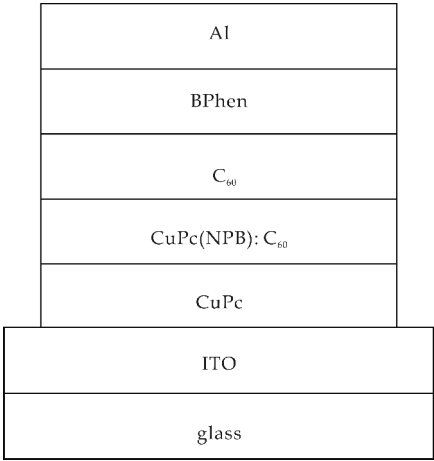 Al
BPhen
C₆₀
CuPc(NPB): C₆₀
CuPc
ITO
glass